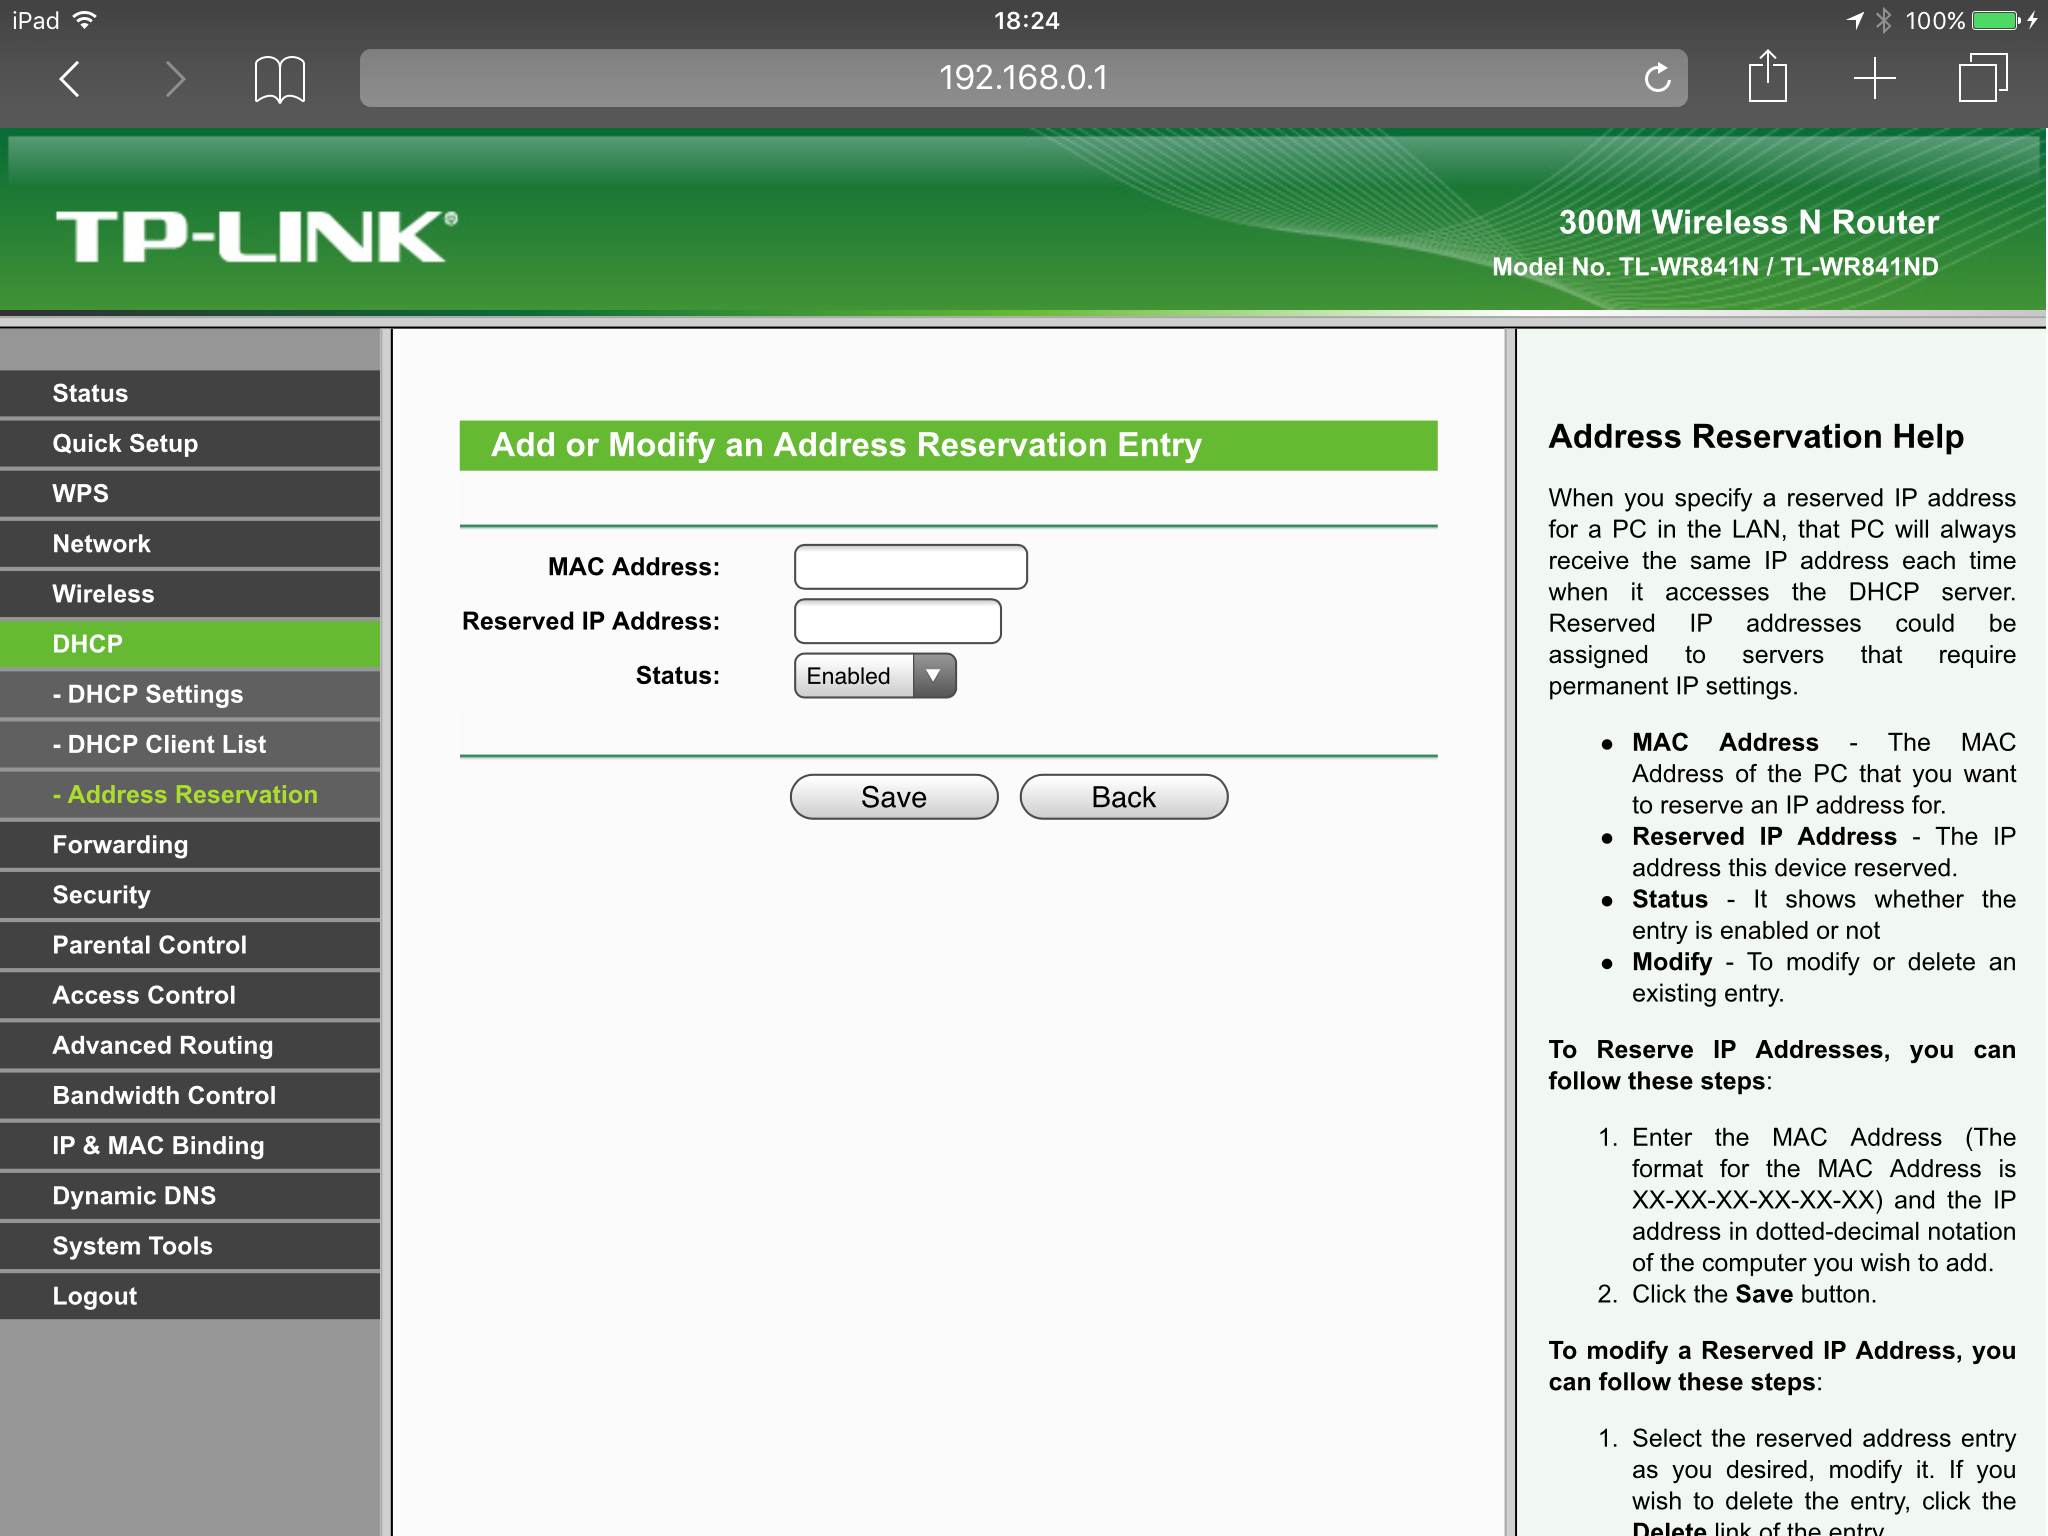 iPad
18:24
100%
192.168.0.1
TP-LINK®
300M Wireless N Router
Model No. TL-WR841N / TL-WR841ND
Status
Quick Setup
WPS
Network
Wireless
DHCP
- DHCP Settings
- DHCP Client List
- Address Reservation
Forwarding
Security
Parental Control
Access Control
Advanced Routing
Bandwidth Control
IP & MAC Binding
Dynamic DNS
System Tools
Logout
Add or Modify an Address Reservation Entry
MAC Address:
Reserved IP Address:
Status:
Enabled
Save
Back
Address Reservation Help
When you specify a reserved IP address
for a PC in the LAN, that PC will always
receive the same IP address each time
when it accesses the DHCP server.
Reserved IP addresses could be
assigned to servers that require
permanent IP settings.
● MAC Address - The MAC
Address of the PC that you want
to reserve an IP address for.
● Reserved IP Address - The IP
address this device reserved.
● Status - It shows whether the
entry is enabled or not
● Modify - To modify or delete an
existing entry.
To Reserve IP Addresses, you can
follow these steps:
1. Enter the MAC Address (The
format for the MAC Address is
XX-XX-XX-XX-XX-XX) and the IP
address in dotted-decimal notation
of the computer you wish to add.
2. Click the Save button.
To modify a Reserved IP Address, you
can follow these steps:
1. Select the reserved address entry
as you desired, modify it. If you
wish to delete the entry, click the
Delete link of the entry